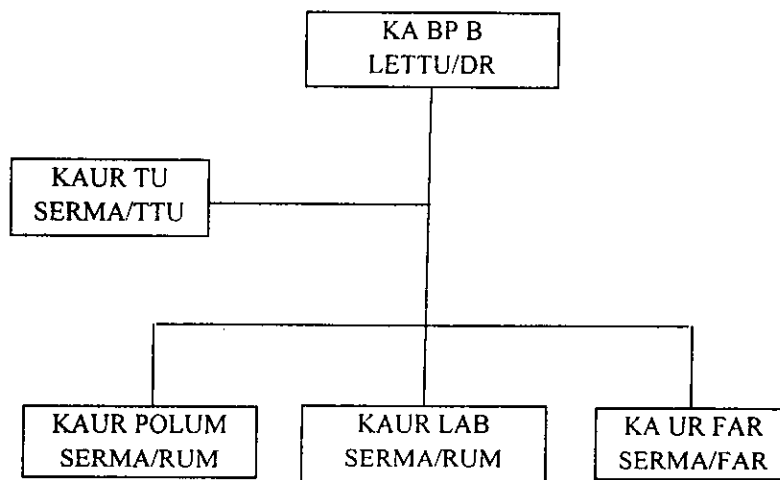 KA BP B
LETTU/DR
KAUR TU
SERMA/TTU
KAUR POLUM
SERMA/RUM
KAUR LAB
SERMA/RUM
KA UR FAR
SERMA/FAR